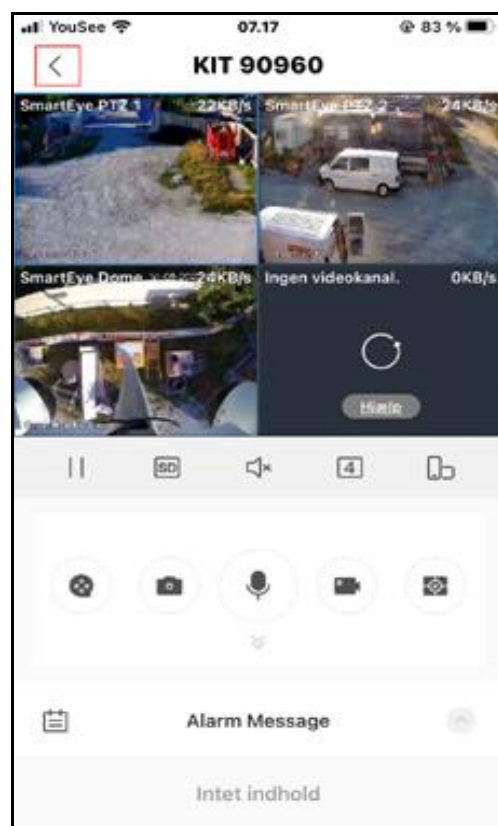 YouSee 07.17 83 %
KIT 90960
SmartEye PTZ 1 22KB/s SmartEye PTZ 2 24KB/s
SmartEye Dome 24KB/s Ingen videokanal. 0KB/s
Hjælp
SD 4
Alarm Message
Intet indhold